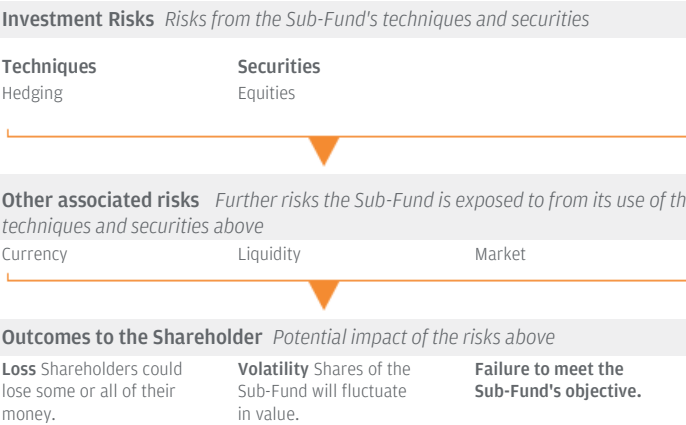 Investment Risks Risks from the Sub-Fund's techniques and securities
Techniques Securities
Hedging Equities
Other associated risks Further risks the Sub-Fund is exposed to from its use of
techniques and securities above
Currency Liquidity Market
Outcomes to the Shareholder Potential impact of the risks above
Loss Shareholders could
lose some or all of their
money.
Volatility Shares of the
Sub-Fund will fluctuate
in value.
Failure to meet the
Sub-Fund's objective.